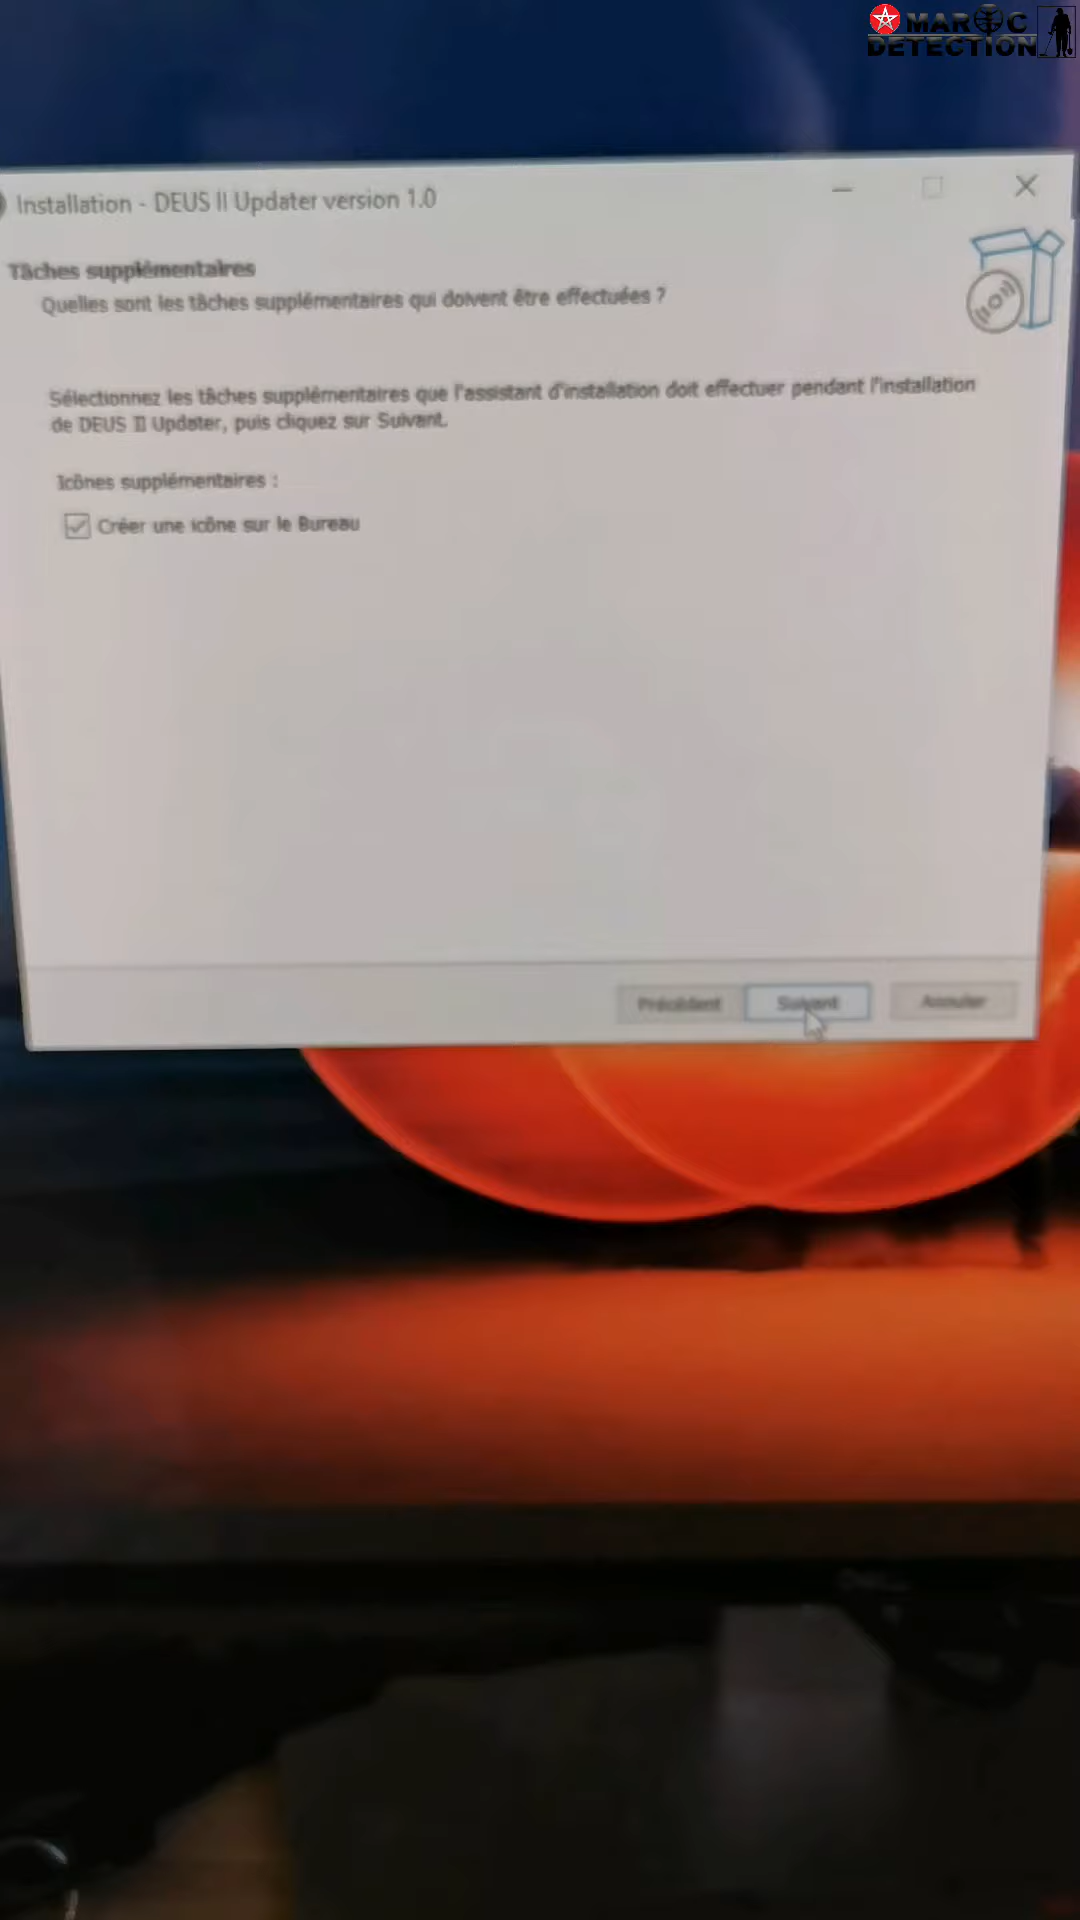 MAROC
DETECTION
Installation - DEUS II Updater version 1.0
Tâches supplémentaires
Quelles sont les tâches supplémentaires qui doivent être effectuées ?
Sélectionnez les tâches supplémentaires que l'assistant d'installation doit effectuer pendant l'installation
de DEUS II Updater, puis cliquez sur Suivant.
Icônes supplémentaires :
Créer une icône sur le Bureau
Précédent Suivant Annuler